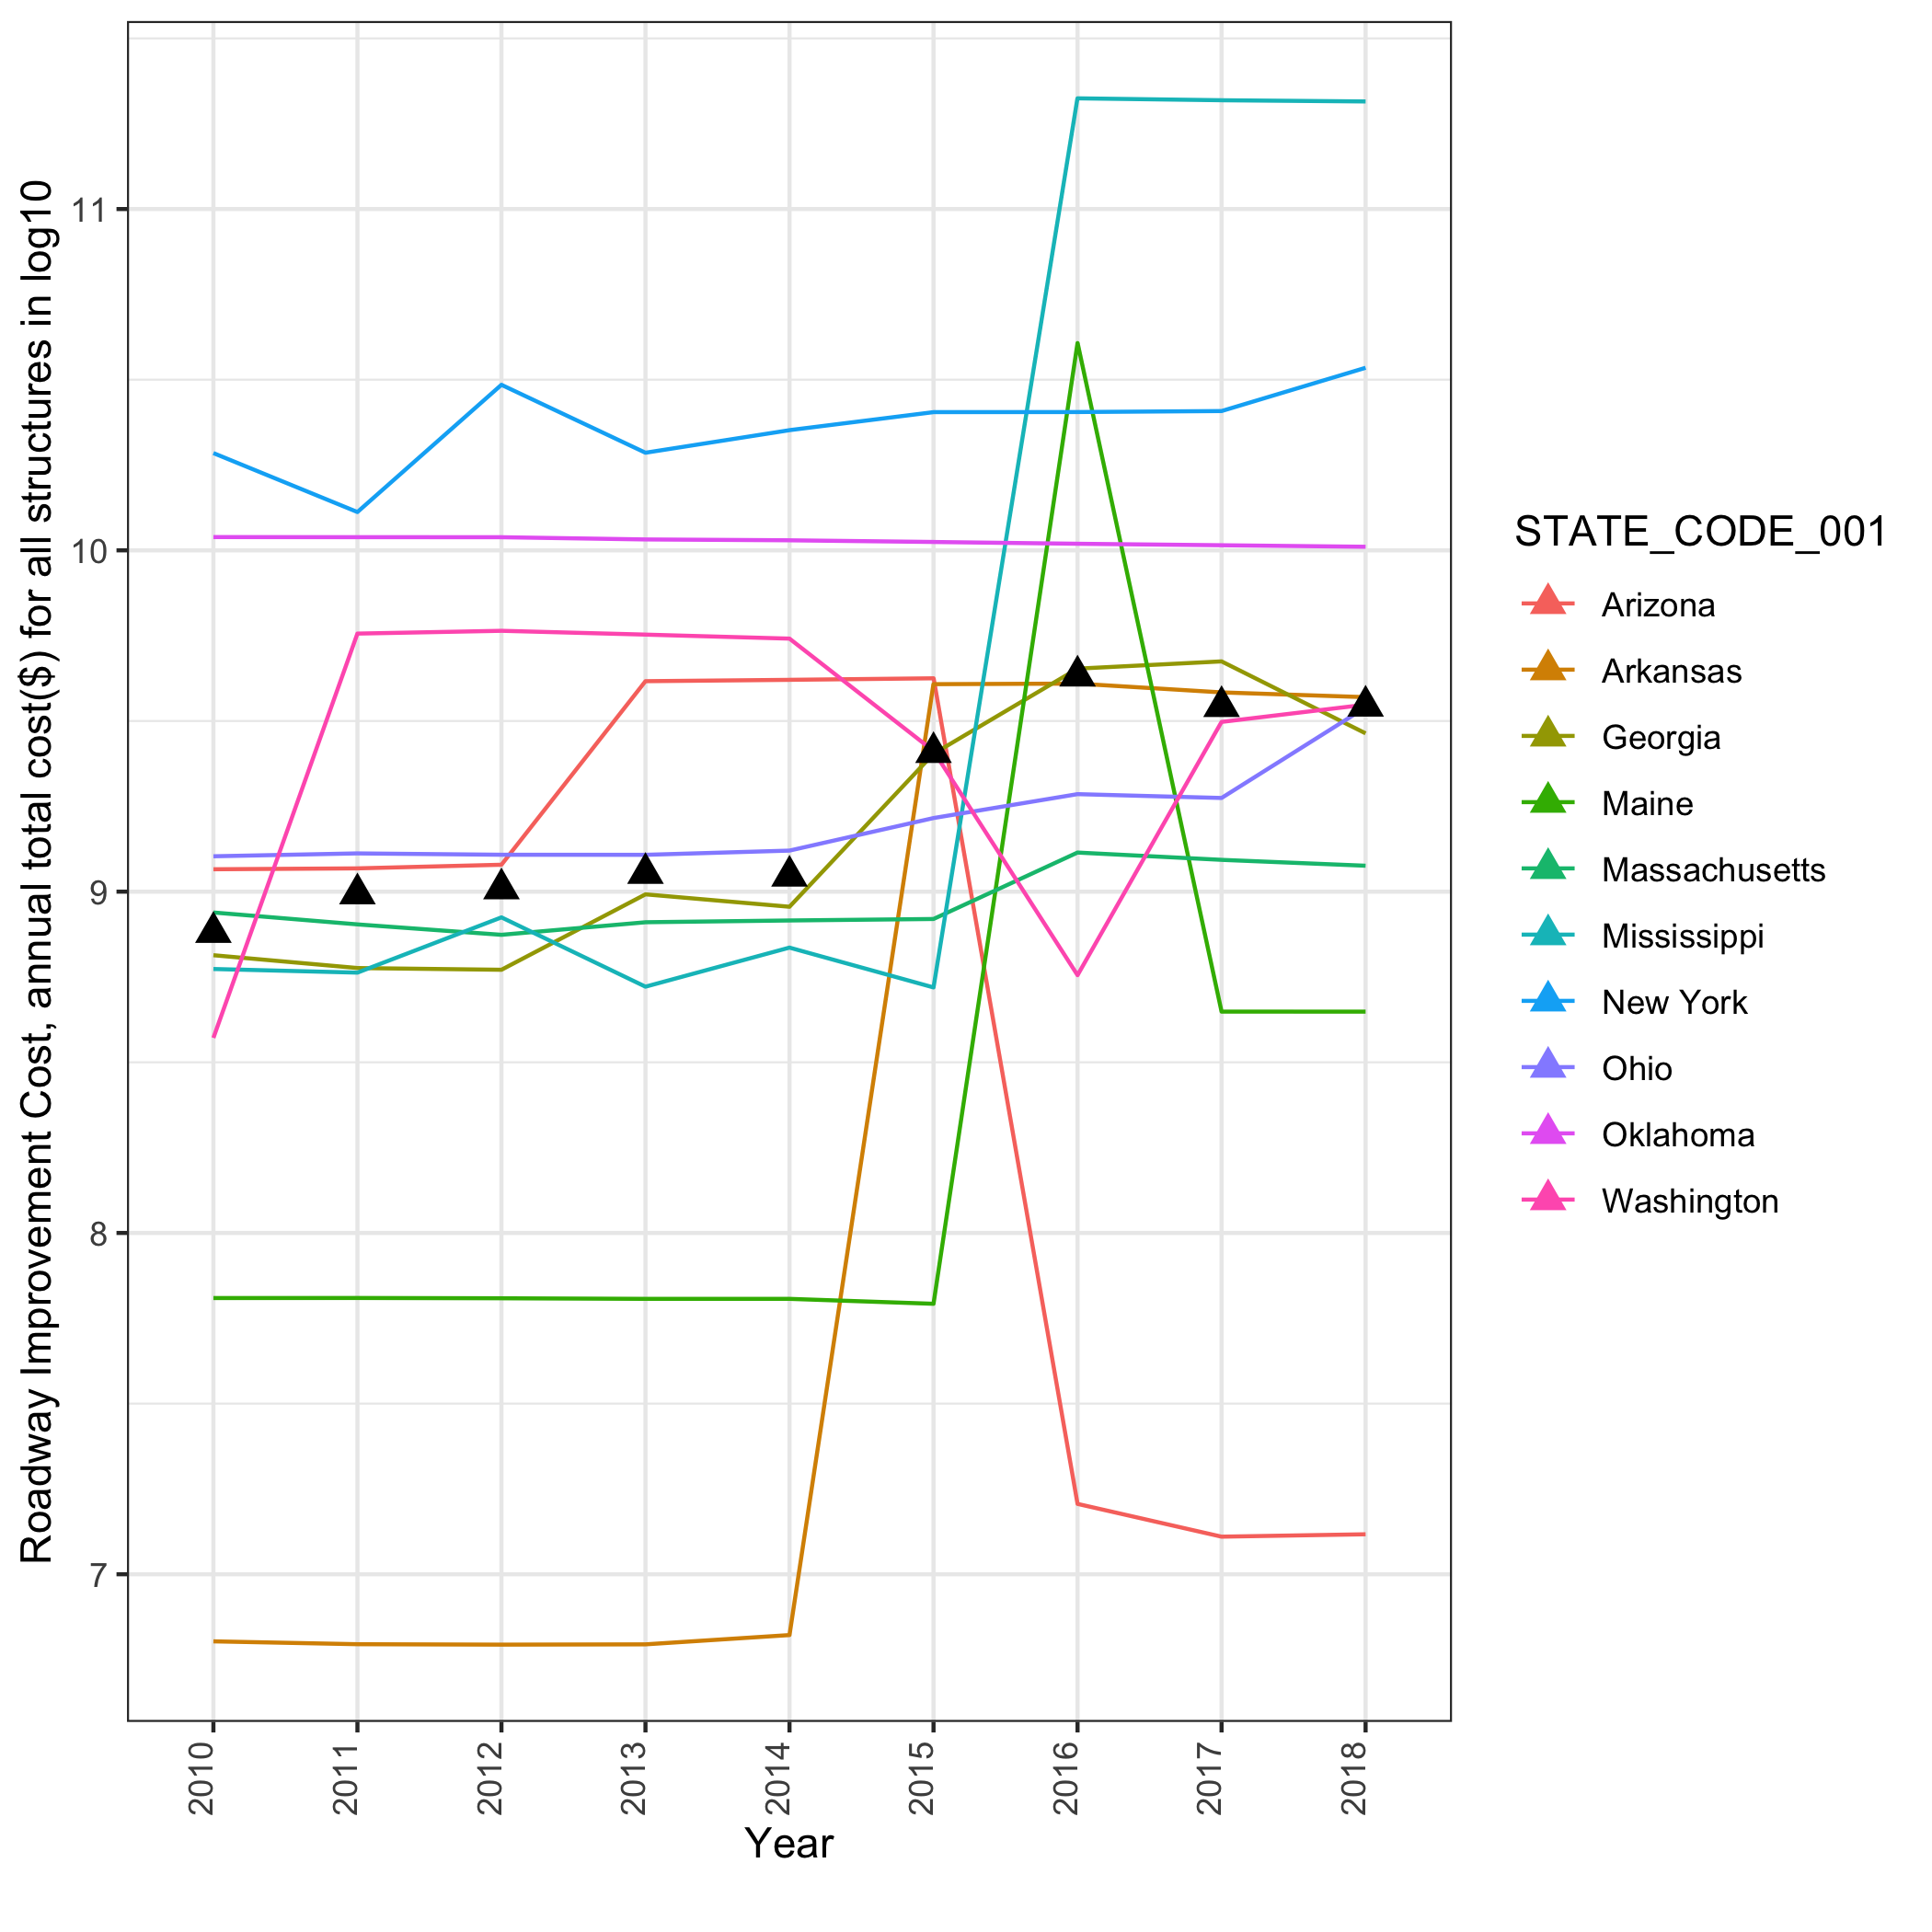 Roadway Improvement Cost, annual total cost($) for all structures in log10
11
10
9
8
7
2010
2011
2012
2013
2014
2015
2016
2017
2018
Year
STATE_CODE_001
Arizona
Arkansas
Georgia
Maine
Massachusetts
Mississippi
New York
Ohio
Oklahoma
Washington